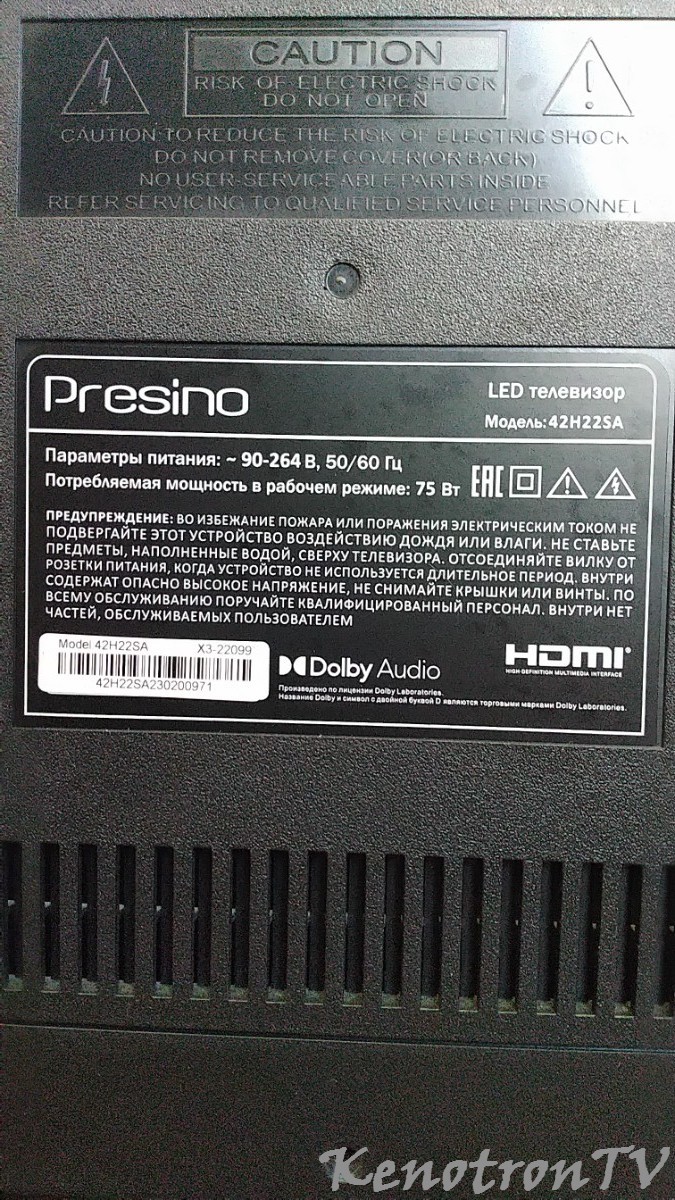 CAUTION
RISK OF ELECTRIC SHOCK
DO NOT OPEN
CAUTION TO REDUCE THE RISK OF ELECTRIC SHOCK
DO NOT REMOVE COVER(OR BACK)
NO USER-SERVICEABLE PARTS INSIDE
REFER SERVICING TO QUALIFIED SERVICE PERSONNEL
Presino
LED телевизор
Модель:42H22SA
Параметры питания: ~ 90-264 В, 50/60 Гц
Потребляемая мощность в рабочем режиме: 75 Вт
EAC
ПРЕДУПРЕЖДЕНИЕ: ВО ИЗБЕЖАНИЕ ПОЖАРА ИЛИ ПОРАЖЕНИЯ ЭЛЕКТРИЧЕСКИМ ТОКОМ НЕ
ПОДВЕРГАЙТЕ ЭТОТ УСТРОЙСТВО ВОЗДЕЙСТВИЮ ДОЖДЯ ИЛИ ВЛАГИ. НЕ СТАВЬТЕ
ПРЕДМЕТЫ, НАПОЛНЕННЫЕ ВОДОЙ, СВЕРХУ ТЕЛЕВИЗОРА. ОТСОЕДИНЯЙТЕ ВИЛКУ ОТ
РОЗЕТКИ ПИТАНИЯ, КОГДА УСТРОЙСТВО НЕ ИСПОЛЬЗУЕТСЯ ДЛИТЕЛЬНОЕ ПЕРИОД. ВНУТРИ
СОДЕРЖАТ ОПАСНО ВЫСОКОЕ НАПРЯЖЕНИЕ, НЕ СНИМАЙТЕ КРЫШКИ ИЛИ ВИНТЫ. ПО
ВСЕМУ ОБСЛУЖИВАНИЮ ПОРУЧАЙТЕ КВАЛИФИЦИРОВАННЫЙ ПЕРСОНАЛ. ВНУТРИ НЕТ
ЧАСТЕЙ, ОБСЛУЖИВАЕМЫХ ПОЛЬЗОВАТЕЛЕМ
Model 42H22SA X3-22099
42H22SA230200971
Dolby Audio
Произведено по лицензии Dolby Laboratories.
Название Dolby и символ с двойной буквой D являются торговыми марками Dolby Laboratories.
HDMI
HIGH-DEFINITION MULTIMEDIA INTERFACE
KenotronTV